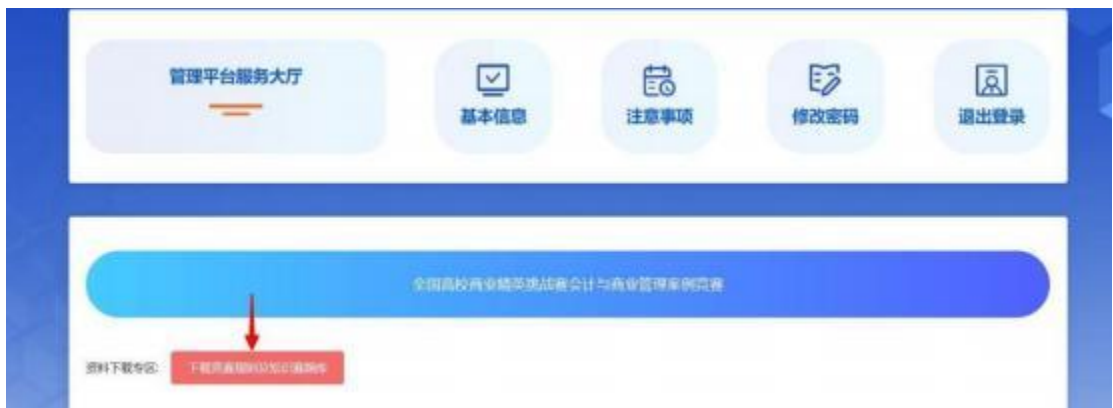 管理平台服务大厅
基本信息
注意事项
修改密码
退出登录
全国高校商业精英挑战赛会计与商业管理案例竞赛
资料下载专区: